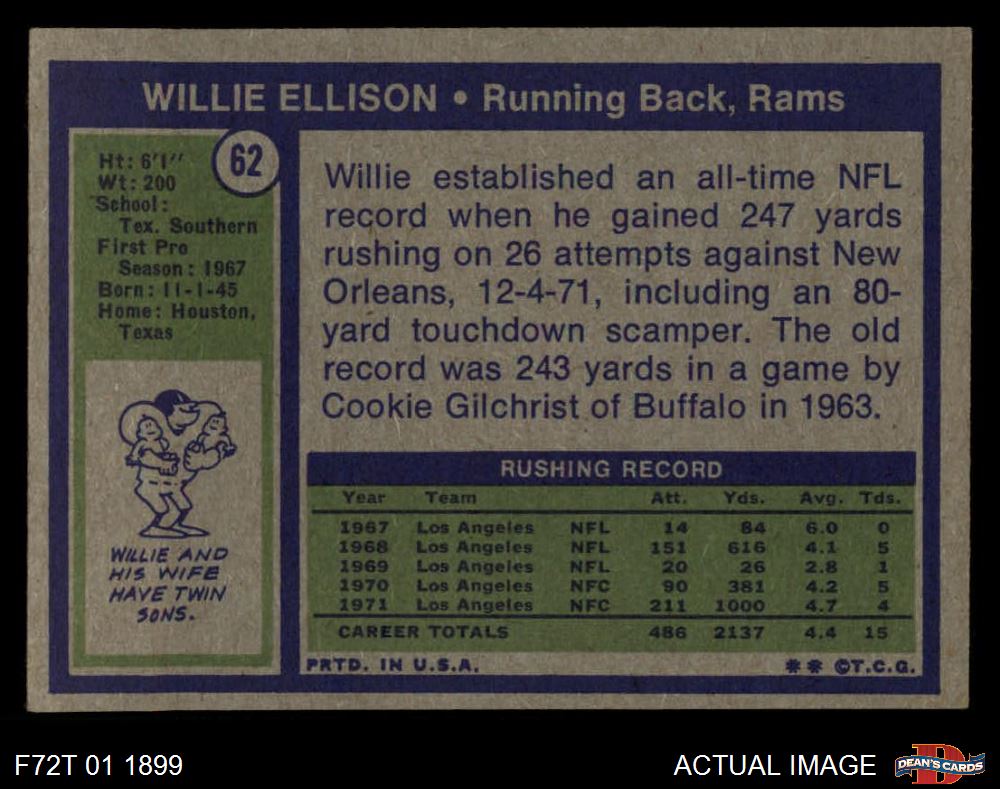 WILLIE ELLISON • Running Back, Rams
62
Ht: 6'1''
Wt: 200
School:
Tex. Southern
First Pro
Season: 1967
Born: 11-1-45
Home: Houston,
Texas
WILLIE AND
HIS WIFE
HAVE TWIN
SONS.
Willie established an all-time NFL
record when he gained 247 yards
rushing on 26 attempts against New
Orleans, 12-4-71, including an 80-
yard touchdown scamper. The old
record was 243 yards in a game by
Cookie Gilchrist of Buffalo in 1963.
RUSHING RECORD
Year Team Att. Yds. Avg. Tds.
1967 Los Angeles NFL 14 84 6.0 0
1968 Los Angeles NFL 151 616 4.1 5
1969 Los Angeles NFL 20 26 2.8 1
1970 Los Angeles NFC 90 381 4.2 5
1971 Los Angeles NFC 211 1000 4.7 4
CAREER TOTALS 486 2137 4.4 15
PRTD. IN U.S.A. ** ©T.C.G.
F72T 01 1899
ACTUAL IMAGE
D
DEAN'S CARDS